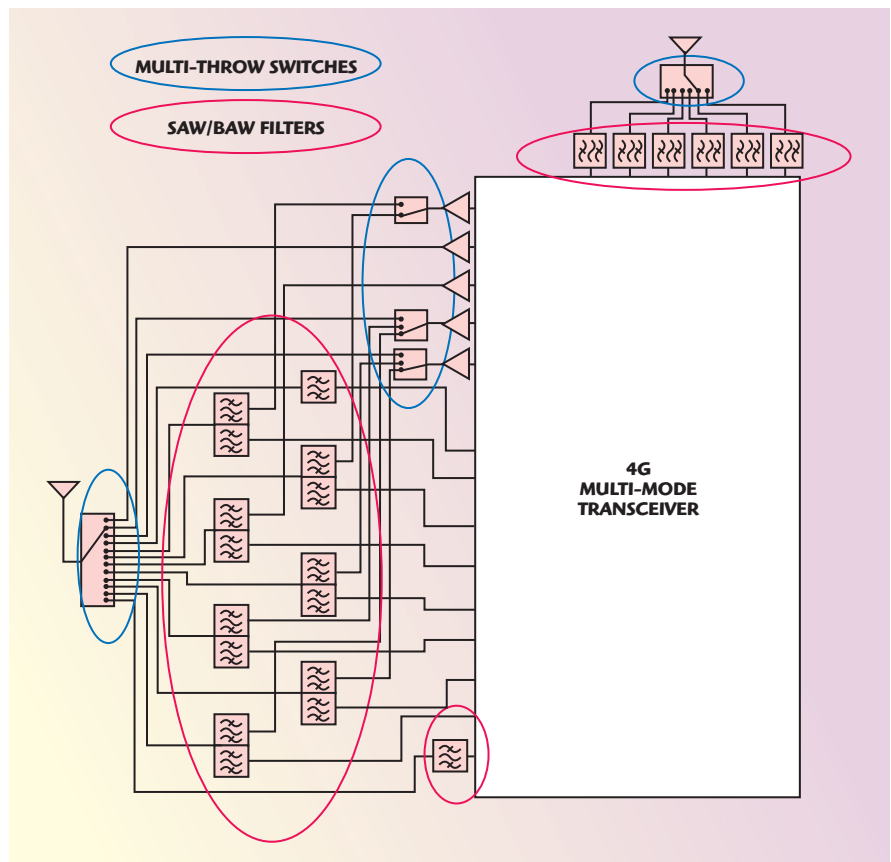 MULTI-THROW SWITCHES
SAW/BAW FILTERS
4G
MULTI-MODE
TRANSCEIVER